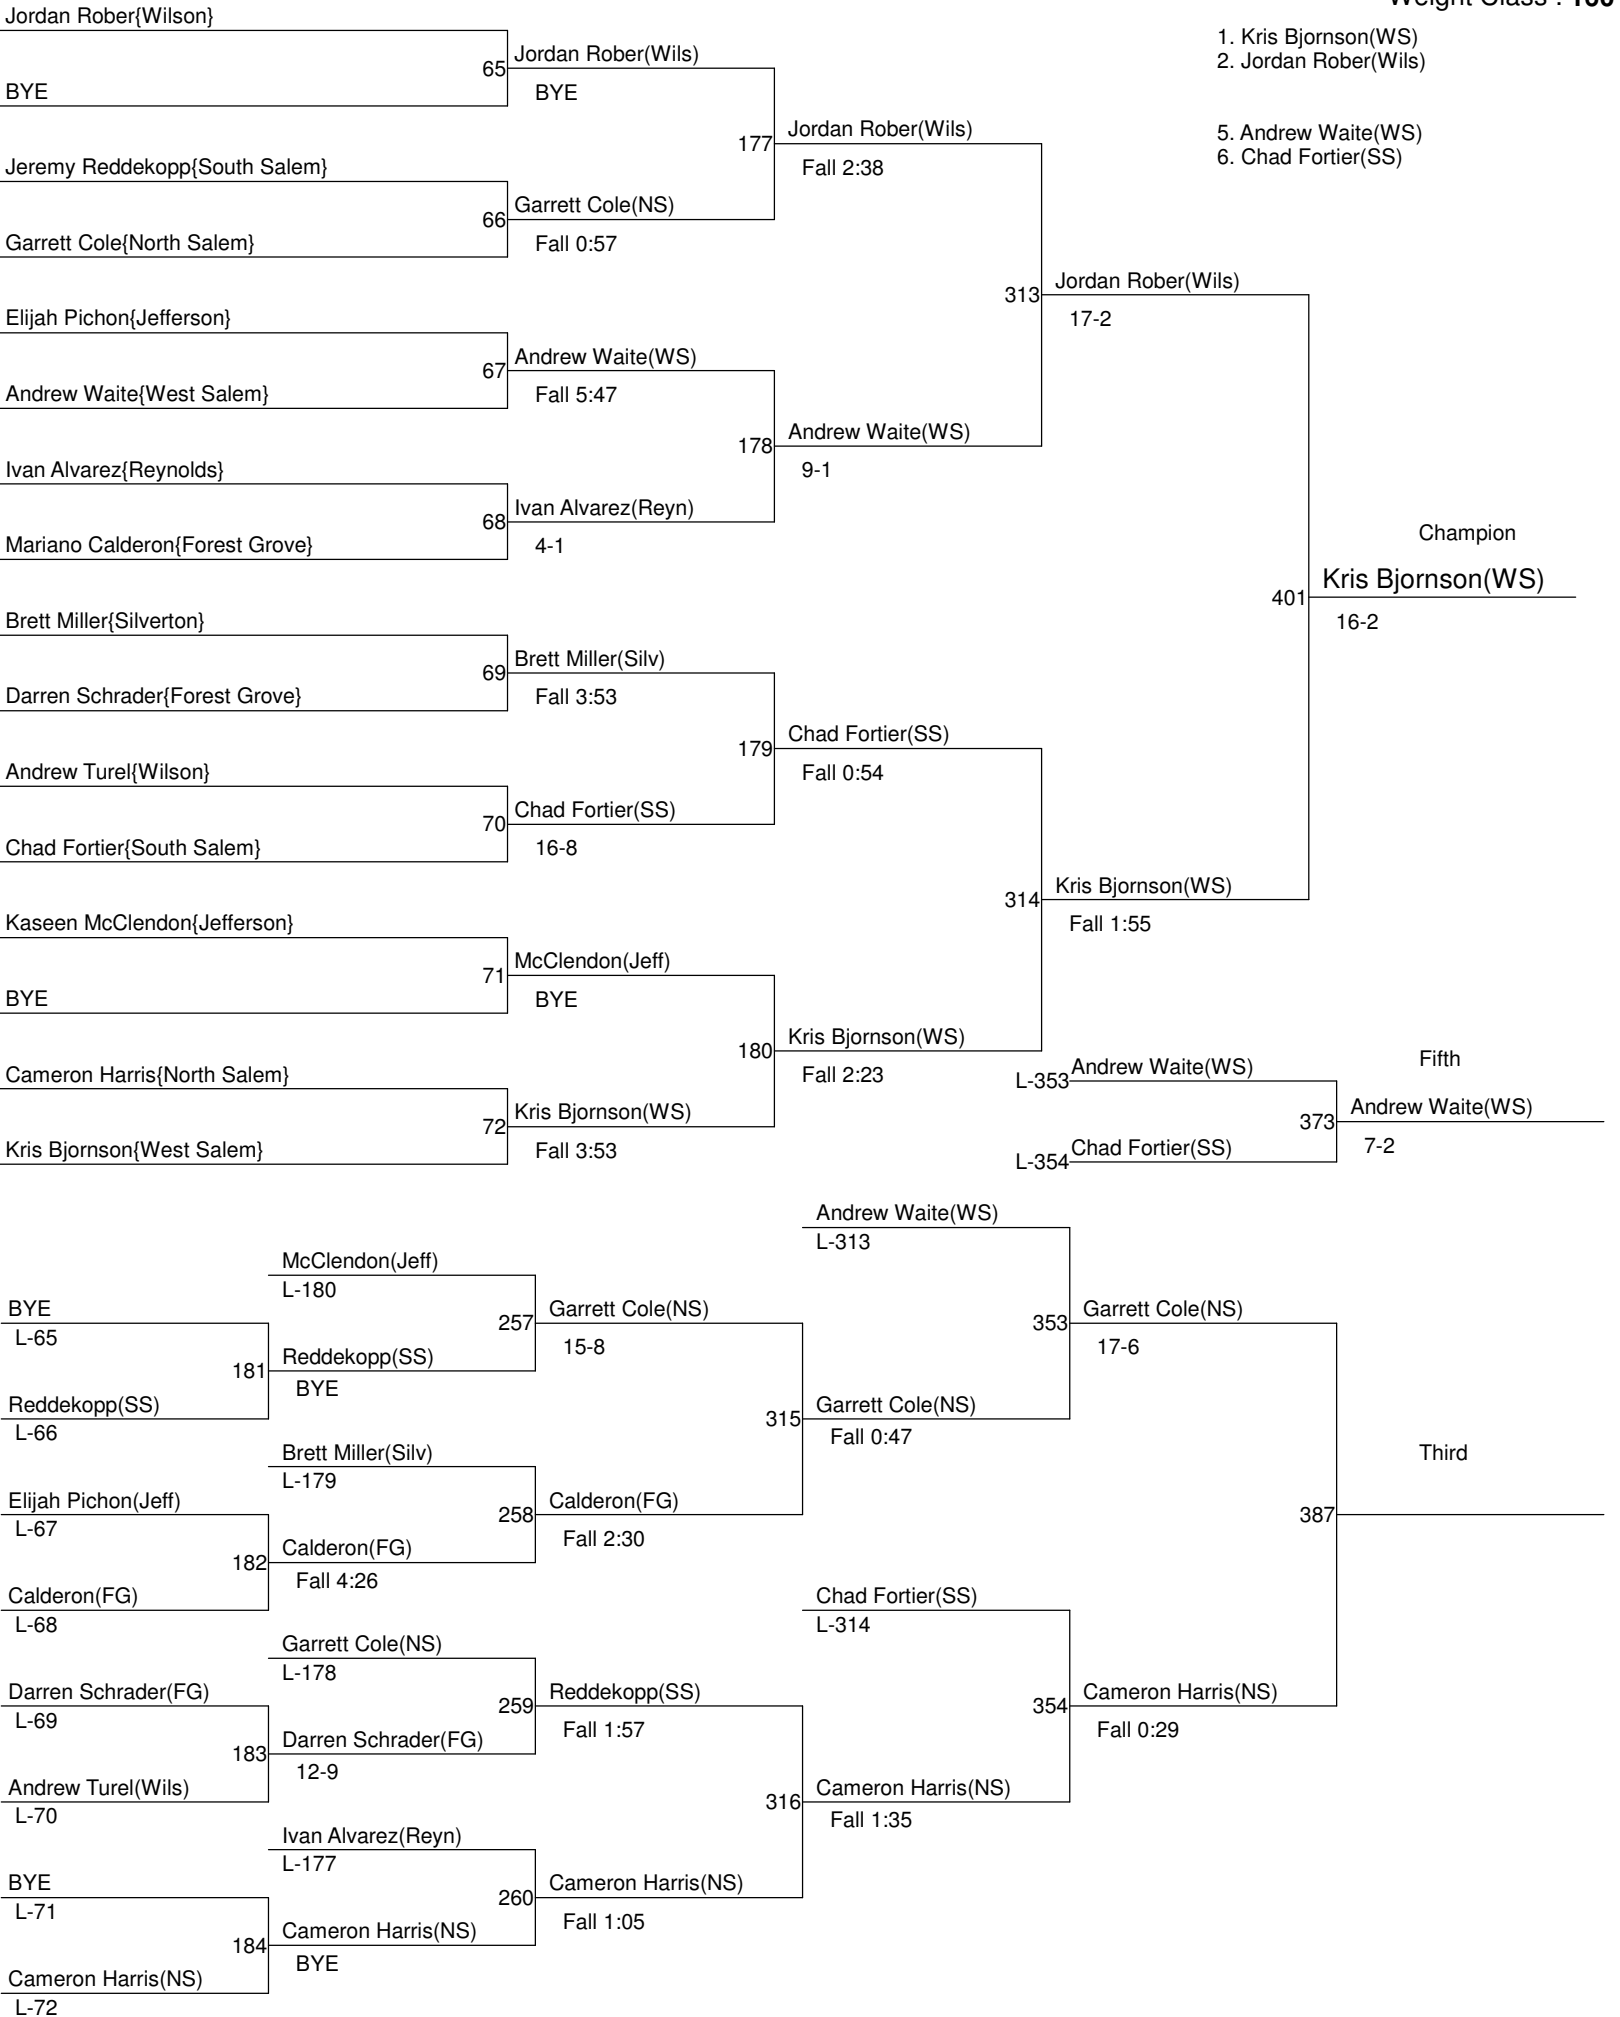 Weight Class :
Jordan Rober{Wilson}
1. Kris Bjornson(WS)
65 Jordan Rober(Wils)
2. Jordan Rober(Wils)
BYE
BYE
177 Jordan Rober(Wils)
5. Andrew Waite(WS)
Jeremy Reddekopp{South Salem}
Fall 2:38
6. Chad Fortier(SS)
66 Garrett Cole(NS)
Garrett Cole{North Salem}
Fall 0:57
313 Jordan Rober(Wils)
Elijah Pichon{Jefferson}
17-2
67 Andrew Waite(WS)
Andrew Waite{West Salem}
Fall 5:47
178 Andrew Waite(WS)
Ivan Alvarez{Reynolds}
9-1
68 Ivan Alvarez(Reyn)
Champion
Mariano Calderon{Forest Grove}
4-1
401 Kris Bjornson(WS)
Brett Miller{Silverton}
16-2
69 Brett Miller(Silv)
Darren Schrader{Forest Grove}
Fall 3:53
179 Chad Fortier(SS)
Andrew Turel{Wilson}
Fall 0:54
70 Chad Fortier(SS)
Chad Fortier{South Salem}
16-8
314 Kris Bjornson(WS)
Kaseen McClendon{Jefferson}
Fall 1:55
71 McClendon(Jeff)
BYE
BYE
180 Kris Bjornson(WS)
Fifth
Cameron Harris{North Salem}
Fall 2:23
L-353 Andrew Waite(WS)
72 Kris Bjornson(WS)
373 Andrew Waite(WS)
Kris Bjornson{West Salem}
Fall 3:53
L-354 Chad Fortier(SS)
7-2
Andrew Waite(WS)
L-313
McClendon(Jeff)
L-180
BYE
257 Garrett Cole(NS)
353 Garrett Cole(NS)
L-65
15-8
17-6
181 Reddekopp(SS)
BYE
Reddekopp(SS)
315 Garrett Cole(NS)
L-66
Fall 0:47
Brett Miller(Silv)
Third
L-179
Elijah Pichon(Jeff)
258 Calderon(FG)
387
L-67
Fall 2:30
182 Calderon(FG)
Fall 4:26
Calderon(FG)
Chad Fortier(SS)
L-68
L-314
Garrett Cole(NS)
L-178
Darren Schrader(FG)
259 Reddekopp(SS)
354 Cameron Harris(NS)
L-69
Fall 1:57
Fall 0:29
183 Darren Schrader(FG)
12-9
Andrew Turel(Wils)
316 Cameron Harris(NS)
L-70
Fall 1:35
Ivan Alvarez(Reyn)
L-177
BYE
260 Cameron Harris(NS)
L-71
Fall 1:05
184 Cameron Harris(NS)
BYE
Cameron Harris(NS)
L-72